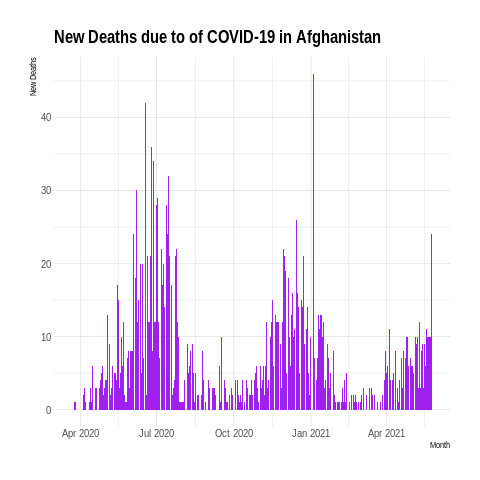 New Deaths due to of COVID-19 in Afghanistan
New Deaths
40
30
20
10
0
Apr 2020 Jul 2020 Oct 2020 Jan 2021 Apr 2021
Month